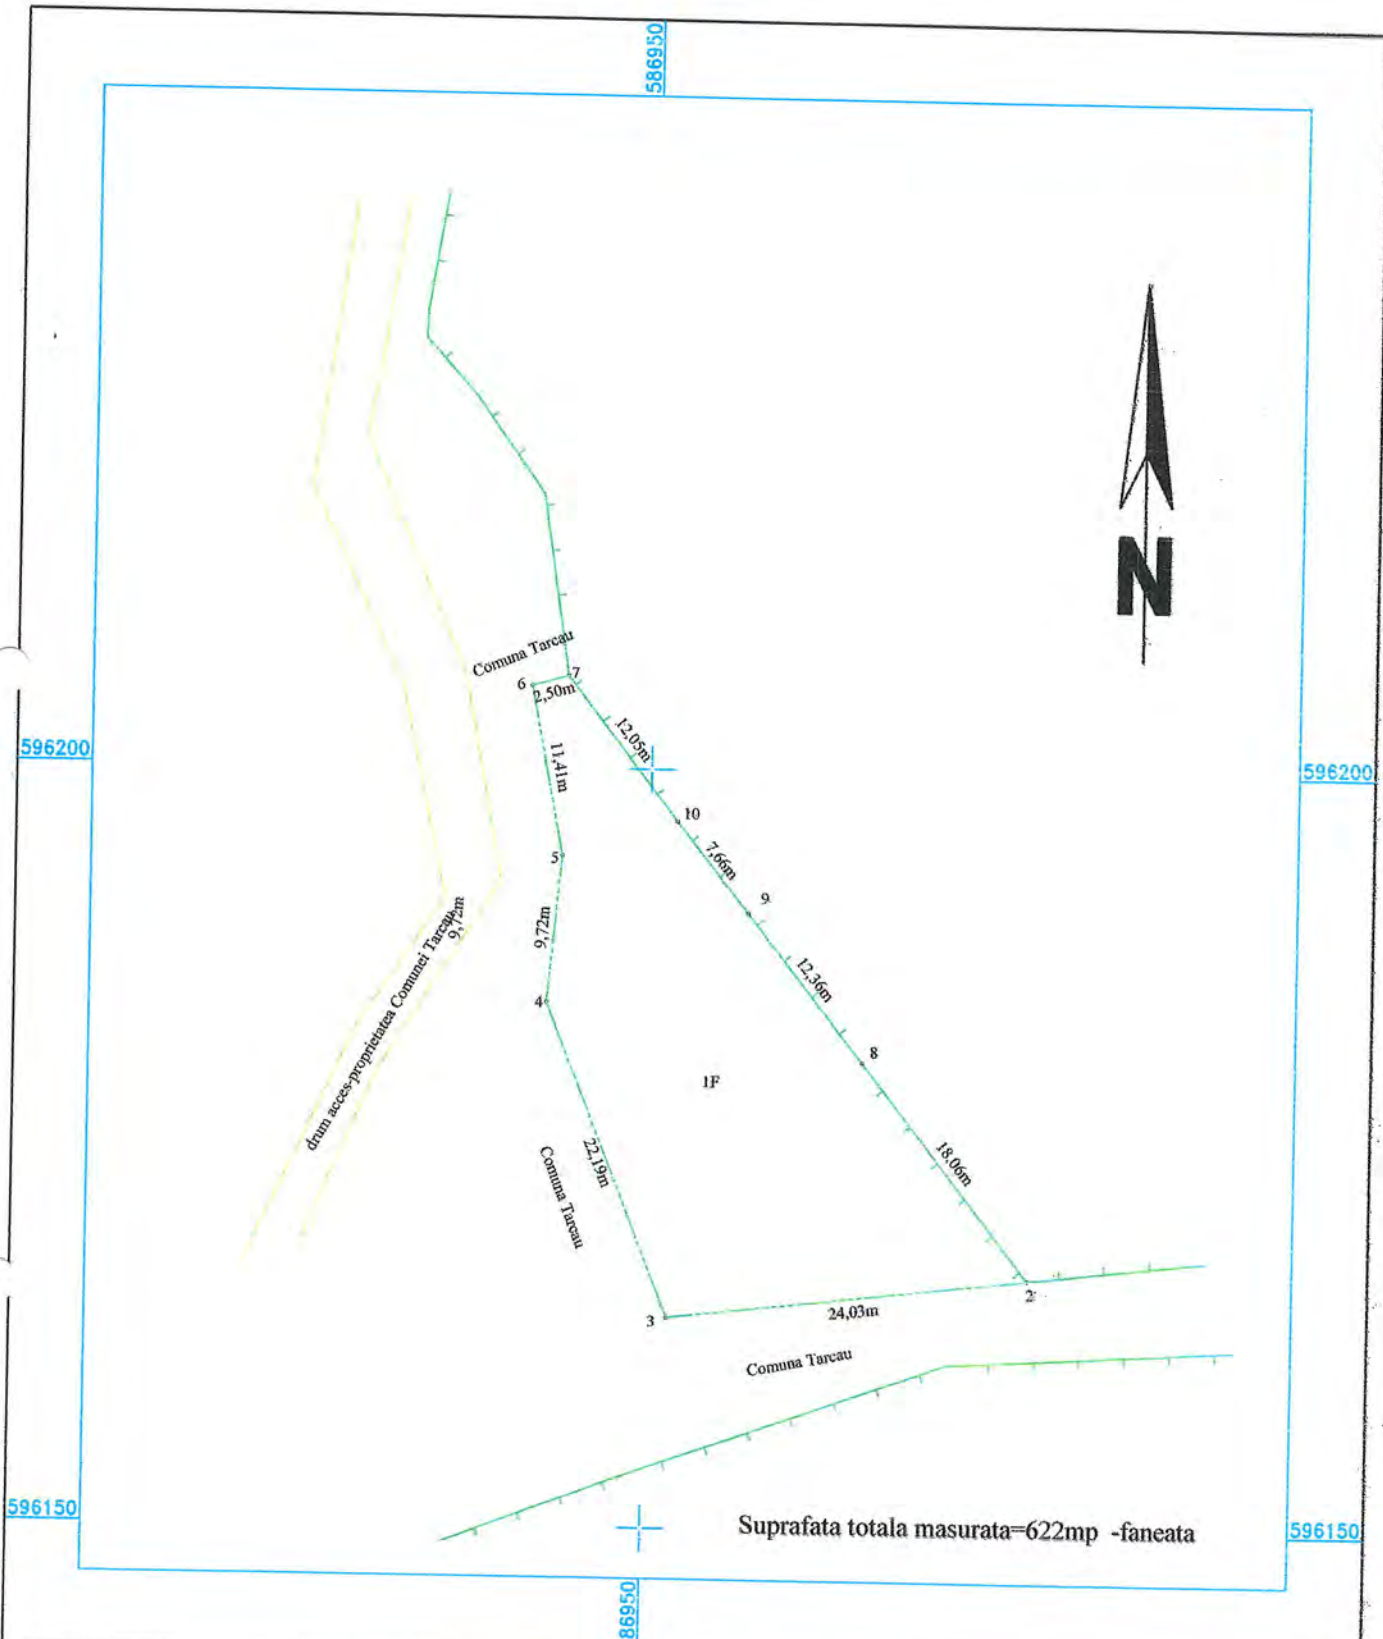 586950
N
Comuna Tarcau
6
7
2,50m
12,05m
11,41m
596200
596200
10
7,66m
5
9
9,72m
9,72m
drum acces-proprietatea Comunei Tarcau
12,36m
4
8
1F
22,19m
Comuna Tarcau
18,06m
2
24,03m
3
Comuna Tarcau
596150
Suprafata totala masurata=622mp -faneata
596150
86950